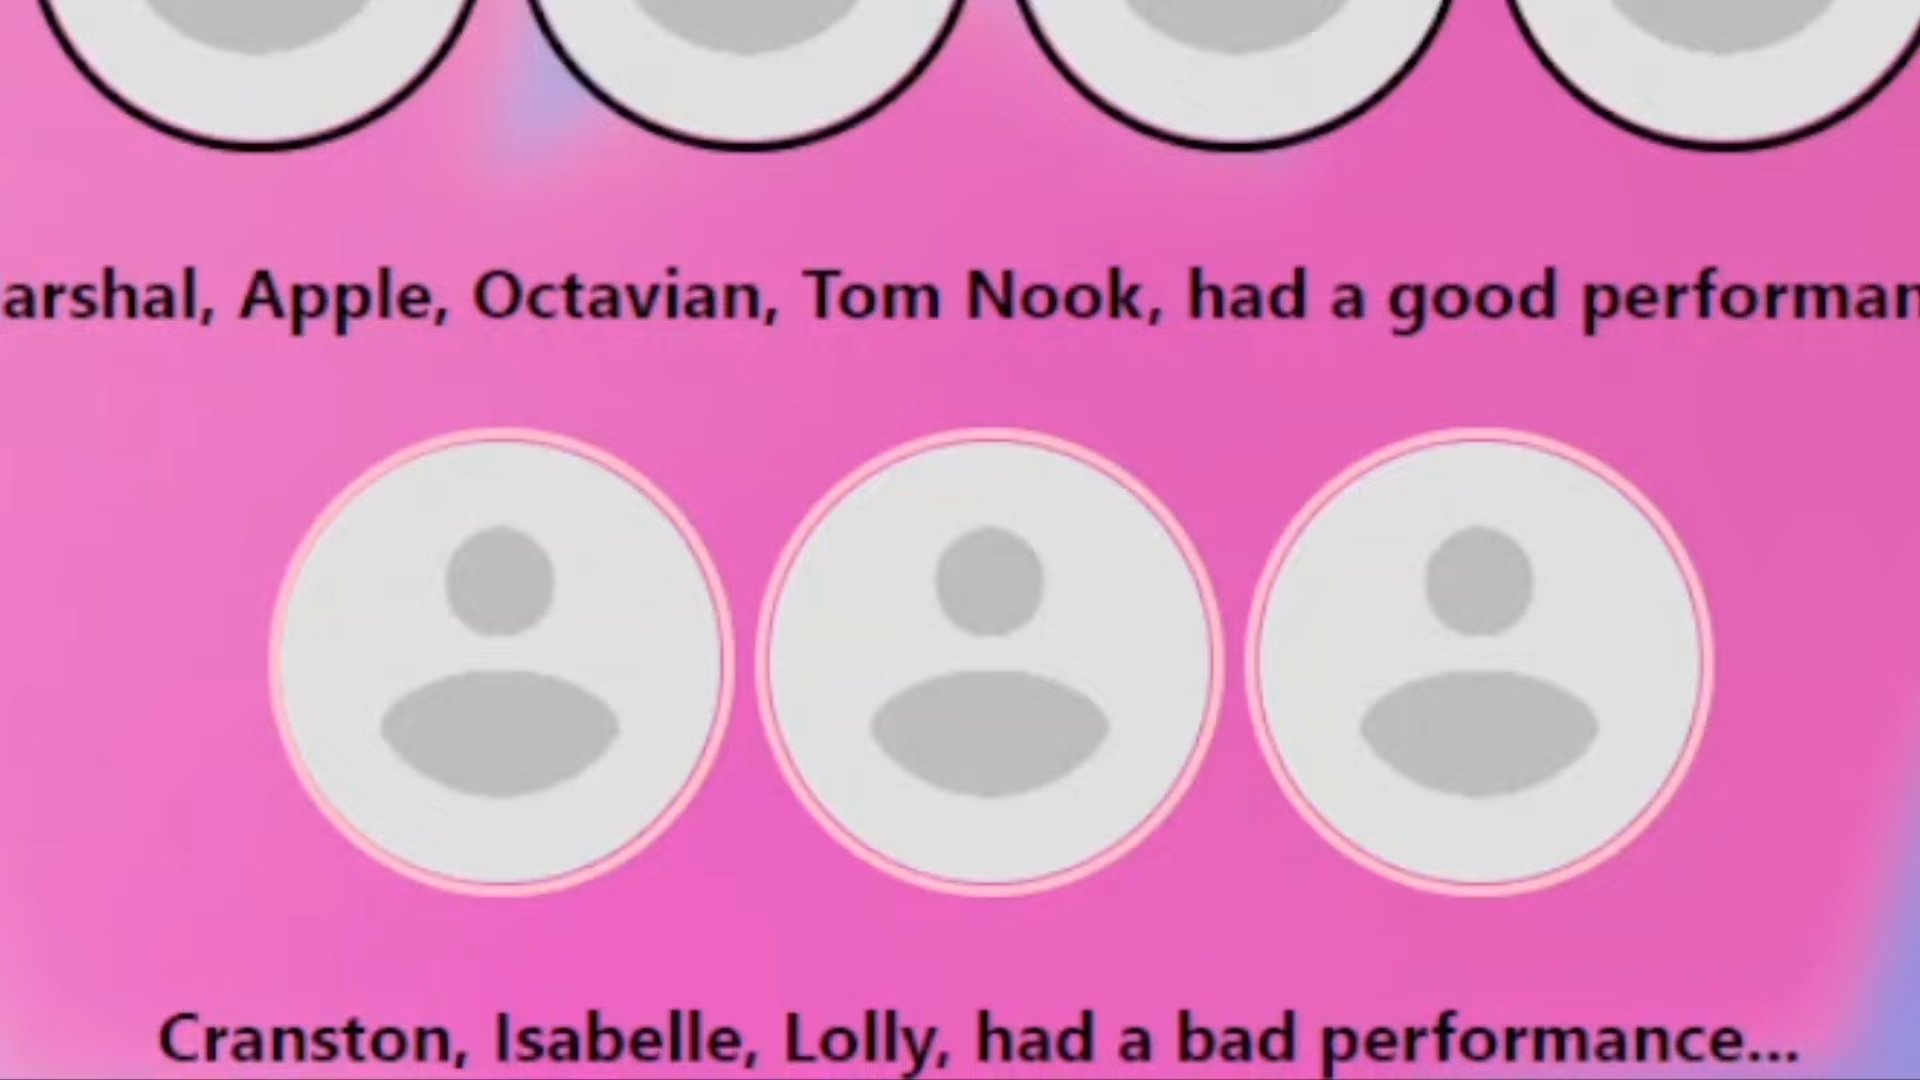 arshal, Apple, Octavian, Tom Nook, had a good performan
Cranston, Isabelle, Lolly, had a bad performance...